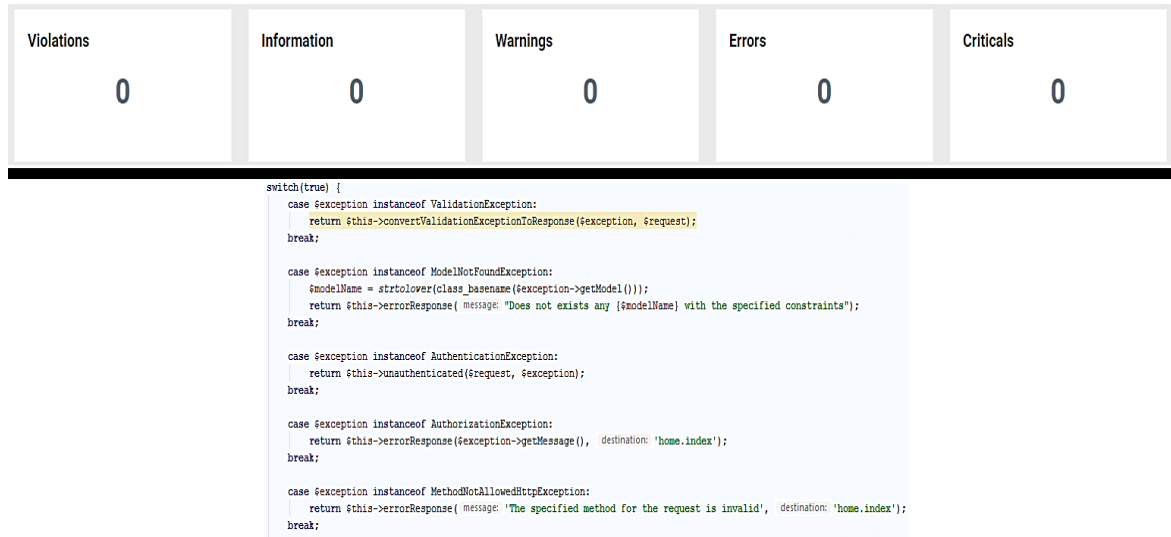 Violations Information Warnings Errors Criticals
0 0 0 0 0
switch(true) {
case $exception instanceof ValidationException:
return $this->convertValidationExceptionToResponse($exception, $request);
break;
case $exception instanceof ModelNotFoundException:
$modelName = strtolower(class_basename($exception->getModel()));
return $this->errorResponse( message: "Does not exists any {$modelName} with the specified constraints");
break;
case $exception instanceof AuthenticationException:
return $this->unauthenticated($request, $exception);
break;
case $exception instanceof AuthorizationException:
return $this->errorResponse($exception->getMessage(), destination: 'home.index');
break;
case $exception instanceof MethodNotAllowedHttpException:
return $this->errorResponse( message: 'The specified method for the request is invalid', destination: 'home.index');
break;